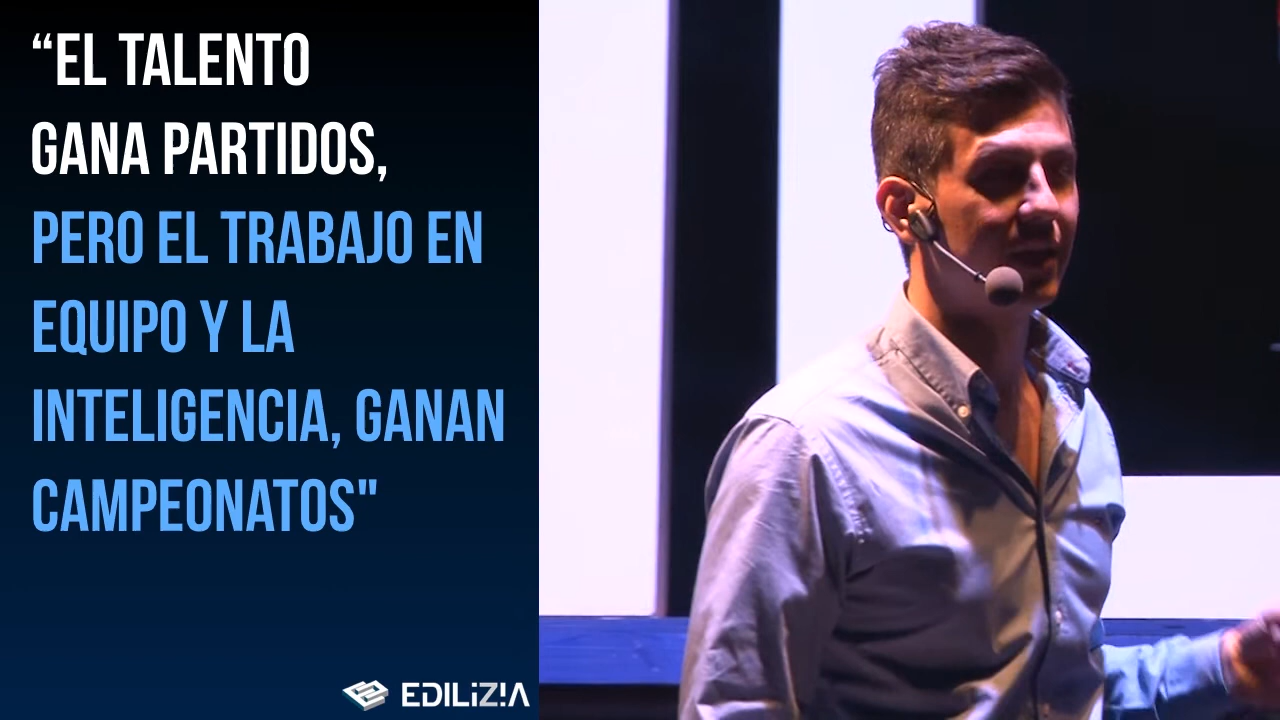 “EL TALENTO
GANA PARTIDOS,
PERO EL TRABAJO EN
EQUIPO Y LA
INTELIGENCIA, GANAN
CAMPEONATOS"
EDILIZ!A